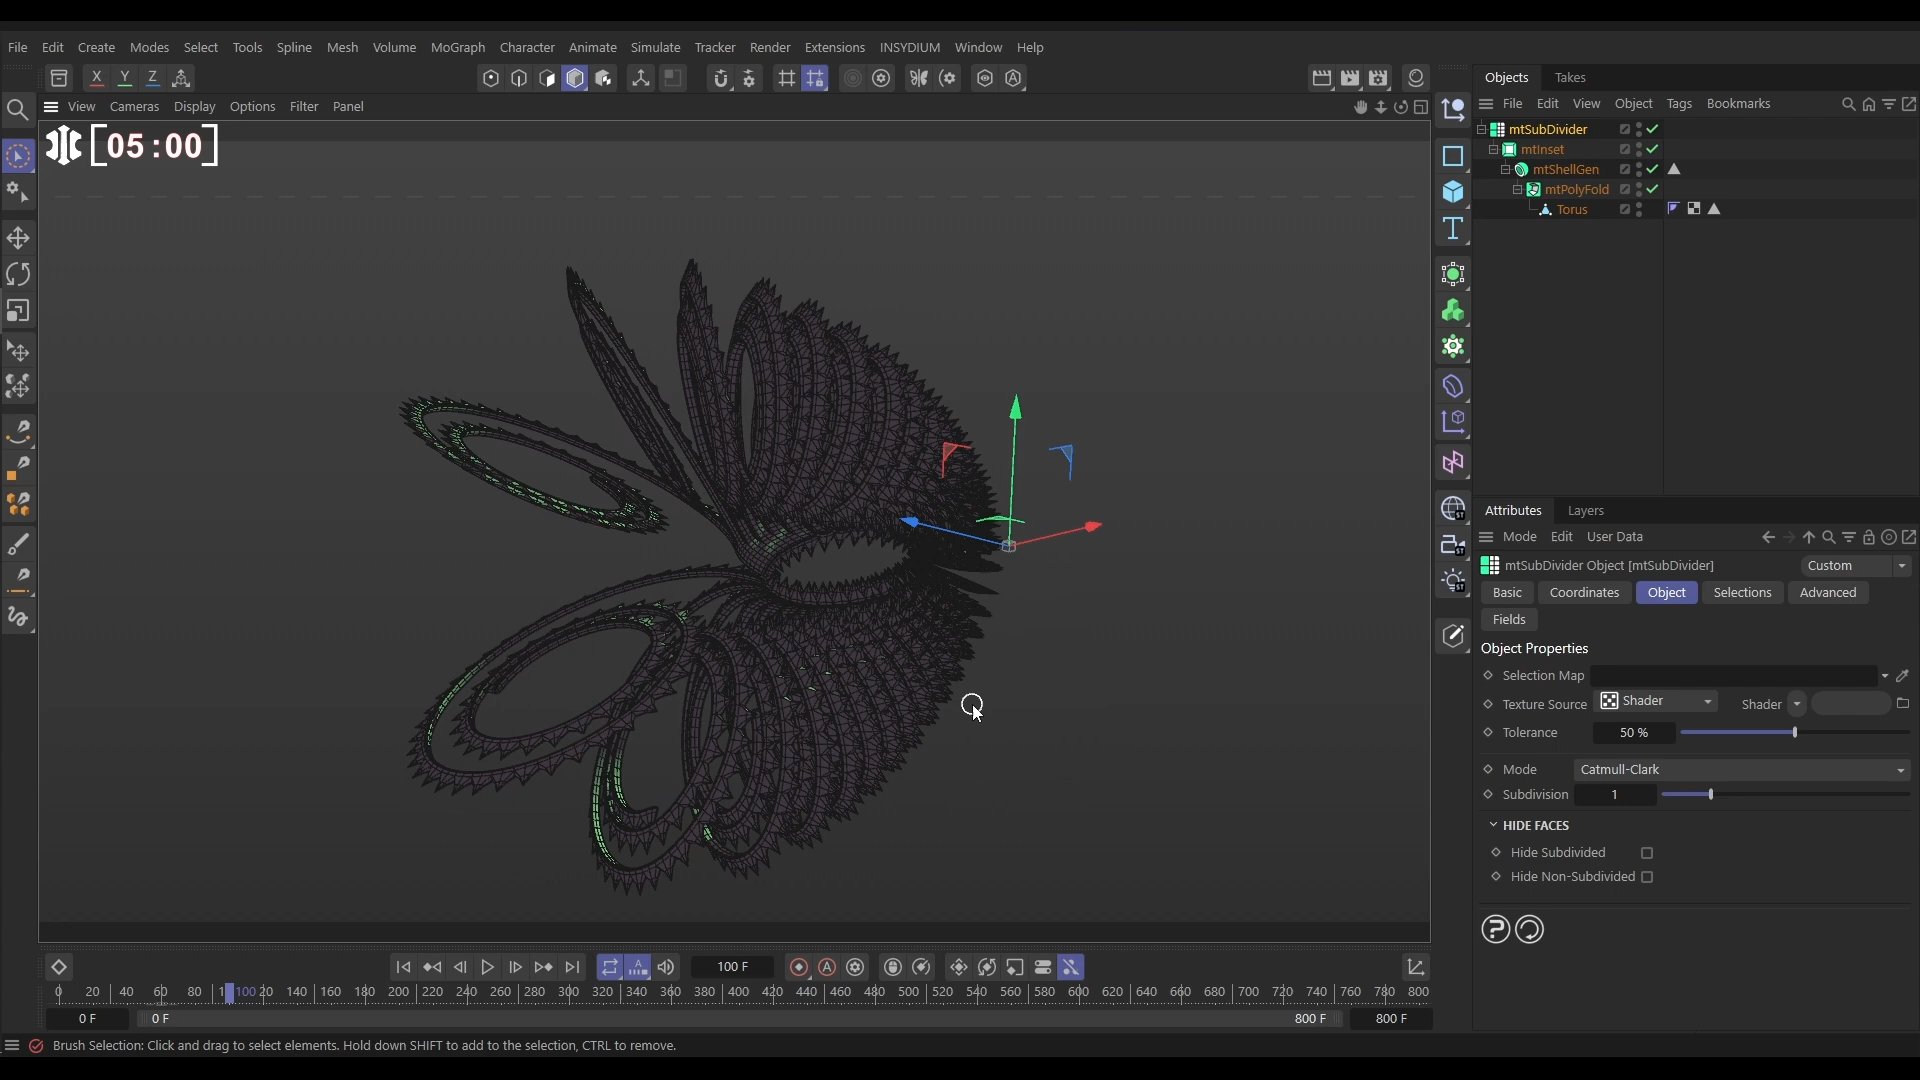 File Edit Create Modes Select Tools Spline Mesh Volume MoGraph Character Animate Simulate Tracker Render Extensions INSYDIUM Window Help
X Y Z
View Cameras Display Options Filter Panel
[05:00]
Objects Takes
File Edit View Object Tags Bookmarks
mtSubDivider
mtInset
mtShellGen
mtPolyFold
Torus
Attributes Layers
Mode Edit User Data
mtSubDivider Object [mtSubDivider] Custom
Basic Coordinates Object Selections Advanced
Fields
Object Properties
Selection Map
Texture Source Shader Shader
Tolerance 50 %
Mode Catmull-Clark
Subdivision 1
HIDE FACES
Hide Subdivided
Hide Non-Subdivided
100 F
0 20 40 60 80 100 20 140 160 180 200 220 240 260 280 300 320 340 360 380 400 420 440 460 480 500 520 540 560 580 600 620 640 660 680 700 720 740 760 780 800
0 F 0 F 800 F 800 F
Brush Selection: Click and drag to select elements. Hold down SHIFT to add to the selection, CTRL to remove.